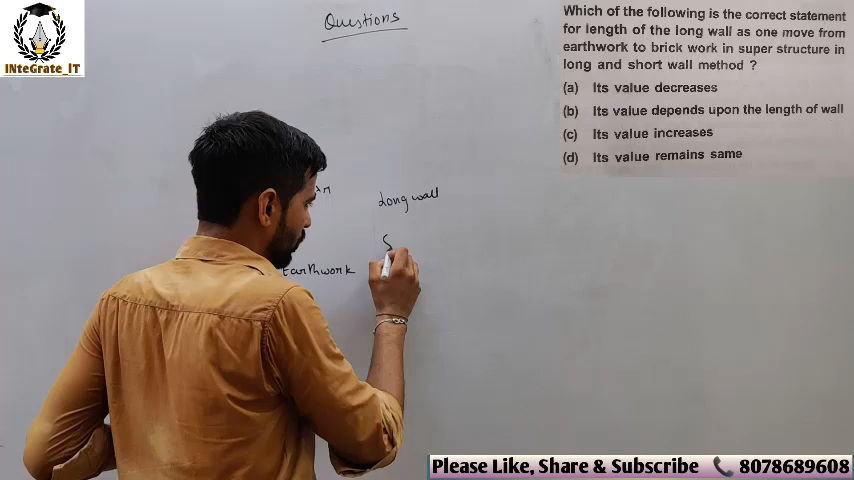 INteGrate_IT
Questions
Which of the following is the correct statement
for length of the long wall as one move from
earthwork to brick work in super structure in
long and short wall method ?
(a) Its value decreases
(b) Its value depends upon the length of wall
(c) Its value increases
(d) Its value remains same
Long wall
S
Earthwork
Please Like, Share & Subscribe 8078689608